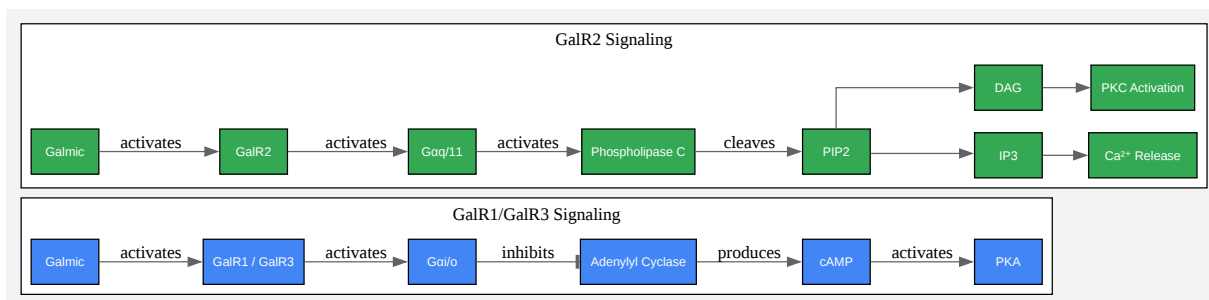 GalR2 Signaling
DAG
PKC Activation
Galmic
activates
GalR2
activates
Gαq/11
activates
Phospholipase C
cleaves
PIP2
IP3
Ca²⁺ Release
GalR1/GalR3 Signaling
Galmic
activates
GalR1 / GalR3
activates
Gαi/o
inhibits
Adenylyl Cyclase
produces
cAMP
activates
PKA